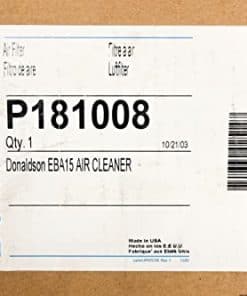 Air Filter
Filtre a air
Filtro de aire
Luftfilter
P181008
Qty. 1
10/21/03
Donaldson EBA15 AIR CLEANER
Made in USA
Hecho en los E.E.U.U
Fabriqué aux Etats Unis